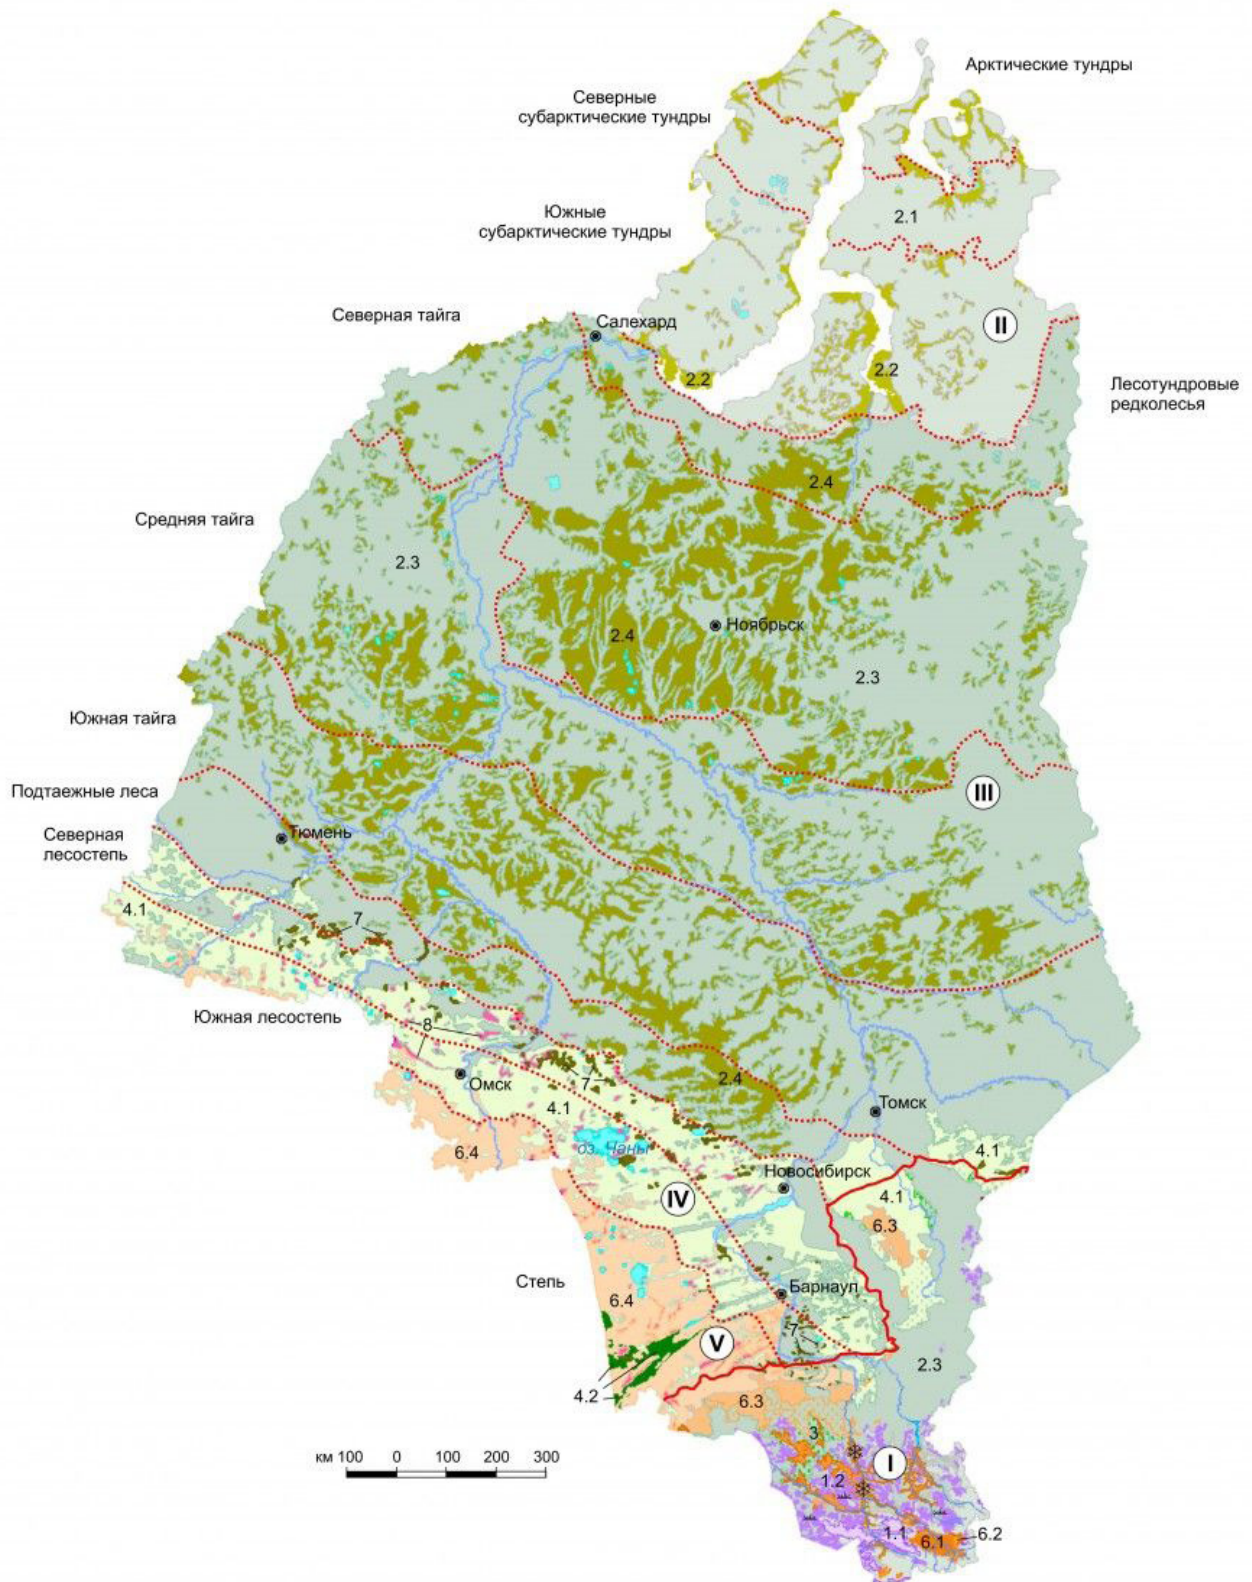 Арктические тундры
Северные
субарктические тундры
2.1
Южные
субарктические тундры
Северная тайга
Салехард
II
2.2
2.2
Лесотундровые
редколесья
2.4
Средняя тайга
2.3
Ноябрьск
2.4
2.3
Южная тайга
III
Подтаежные леса
Северная
лесостепь
Тюмень
4.1
7
Южная лесостепь
8
Омск
7
2.4
4.1
Томск
6.4
оз. Чаны
4.1
Новосибирск
IV
4.1
6.3
Степь
6.4
Барнаул
7
V
2.3
4.2
6.3
3
км 100 0 100 200 300
I
1.2
1.1
6.1
6.2